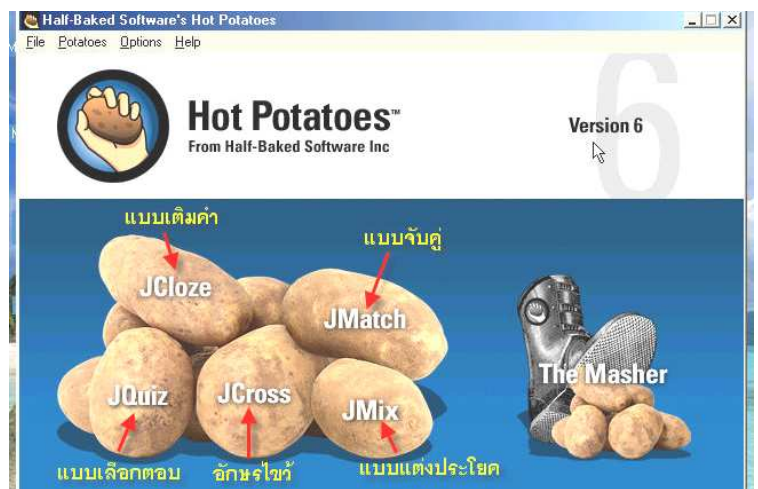 Half-Baked Software's Hot Potatoes
File Potatoes Options Help
Hot Potatoes™
From Half-Baked Software Inc
6
Version 6
แบบเติมคำ
แบบจับคู่
JCloze
JMatch
The Masher
JQuiz
JCross
JMix
แบบเลือกตอบ
อักษรไขว้
แบบแต่งประโยค